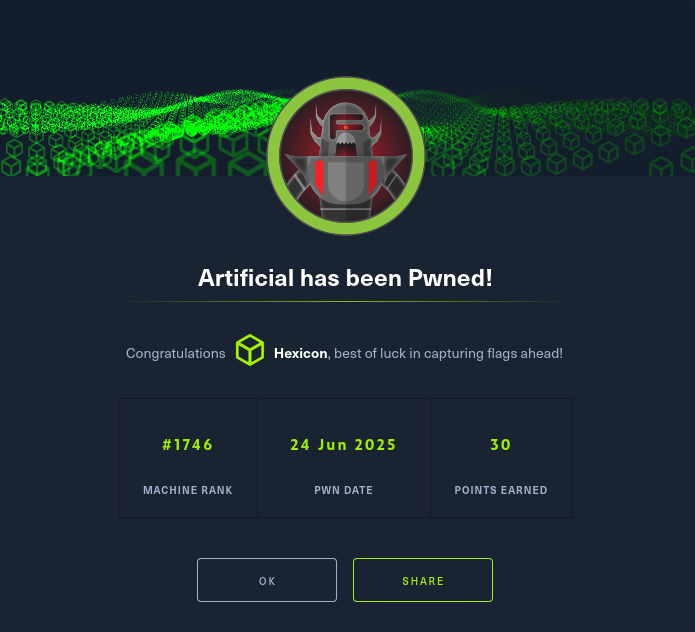 Artificial has been Pwned!
Congratulations Hexicon, best of luck in capturing flags ahead!
#1746 24 Jun 2025 30
MACHINE RANK PWN DATE POINTS EARNED
OK SHARE